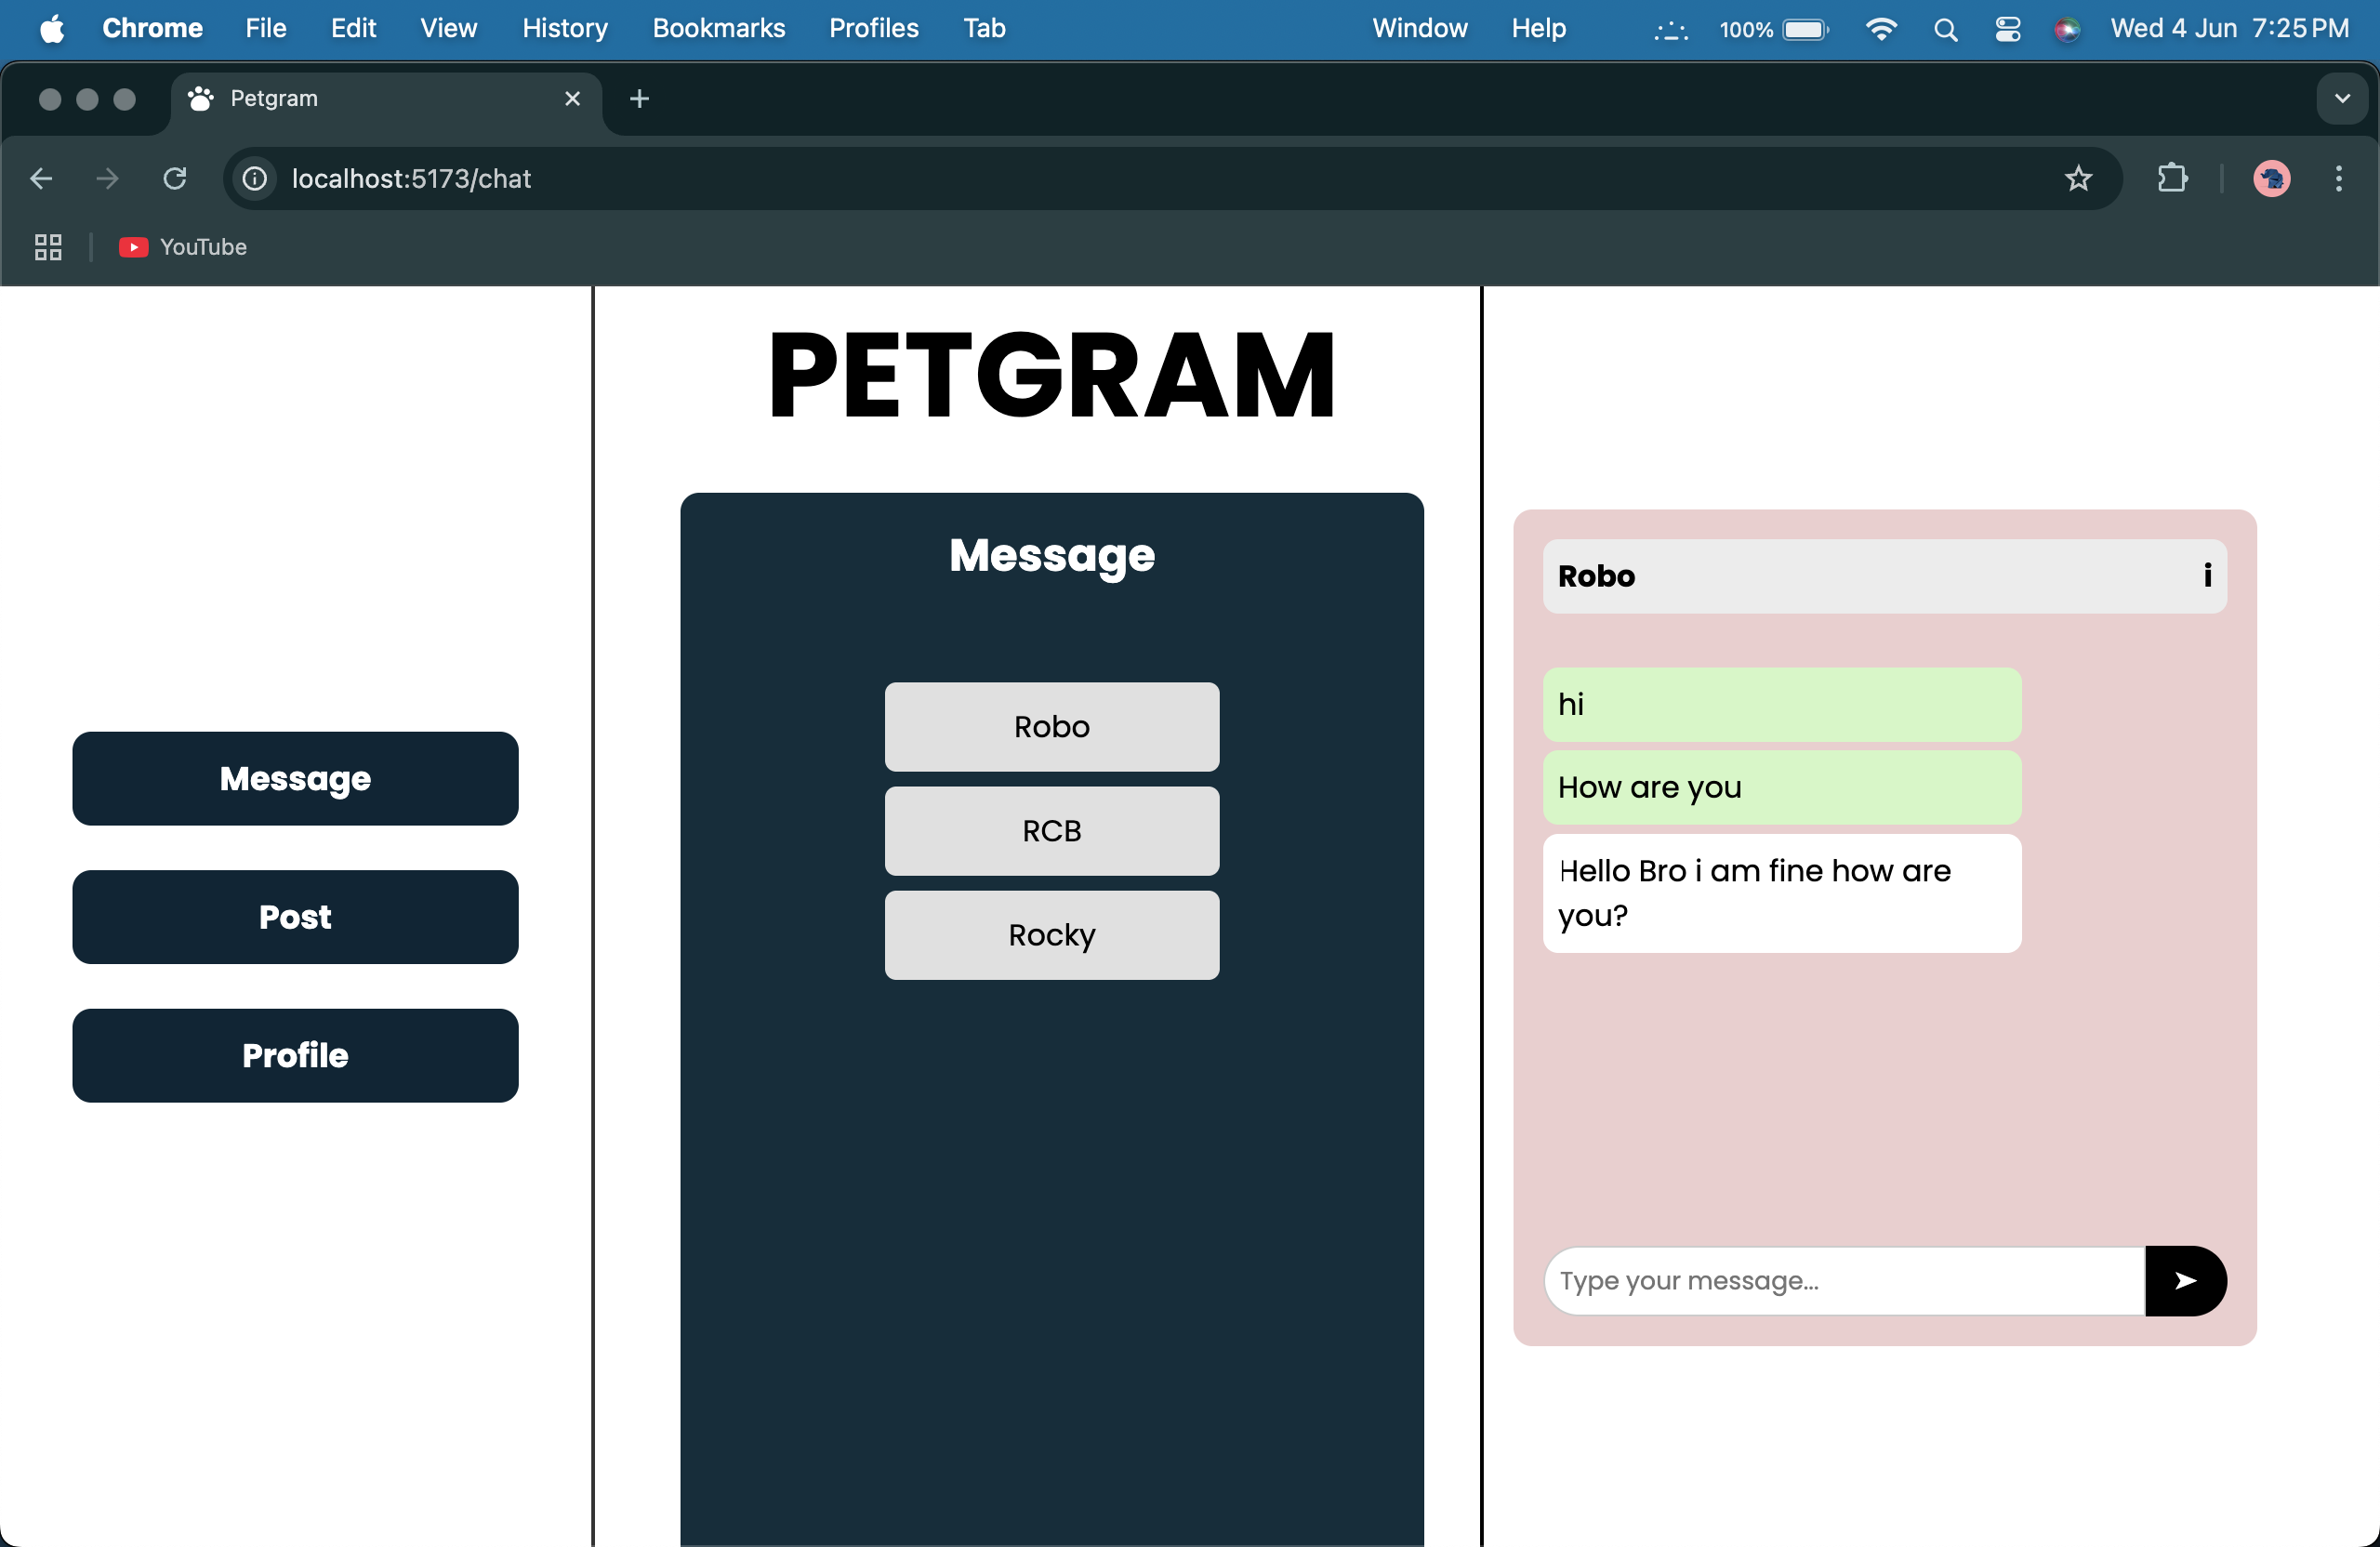 Chrome File Edit View History Bookmarks Profiles Tab Window Help 100% Wed 4 Jun 7:25 PM
Petgram
localhost:5173/chat
YouTube
PETGRAM
Message
Post
Profile
Message
Robo
RCB
Rocky
Robo i
hi
How are you
Hello Bro i am fine how are
you?
Type your message...